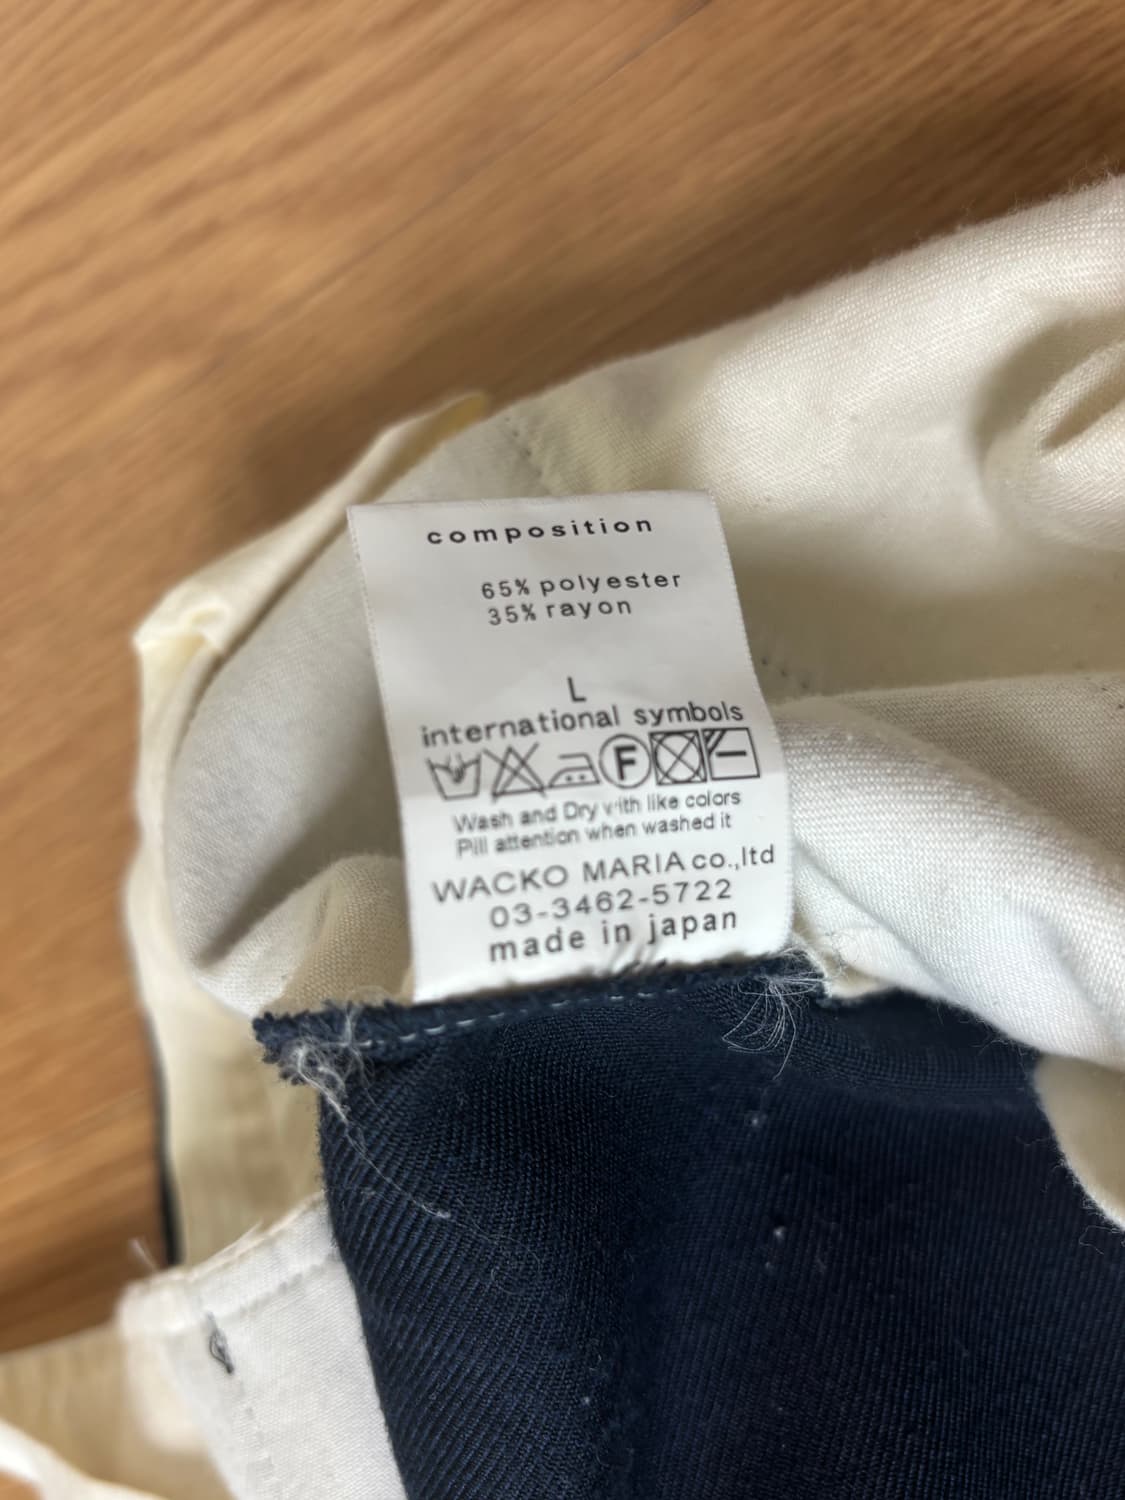 composition
65% polyester
35% rayon
L
international symbols
F
Wash and Dry with like colors
Pill attention when washed it
WACKO MARIA co.,ltd
03-3462-5722
made in japan